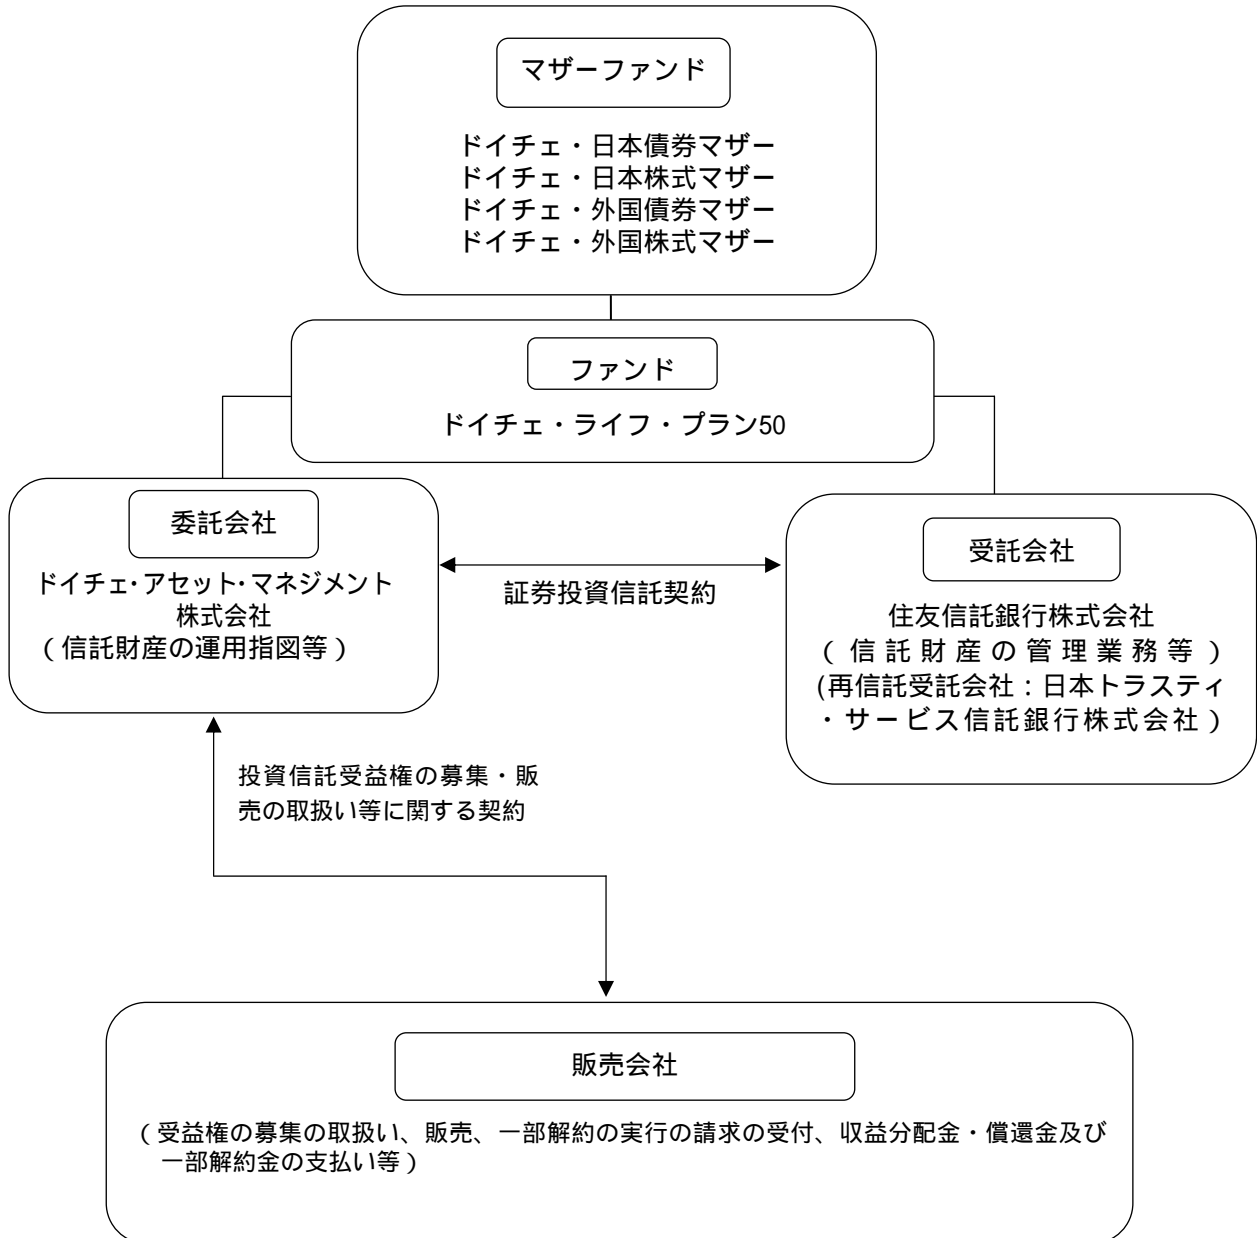 マザーファンド
ドイチェ・日本債券マザー
ドイチェ・日本株式マザー
ドイチェ・外国債券マザー
ドイチェ・外国株式マザー
ファンド
ドイチェ・ライフ・プラン50
委託会社
ドイチェ・アセット・マネジメント
株式会社
（信託財産の運用指図等）
証券投資信託契約
受託会社
住友信託銀行株式会社
（信託財産の管理業務等）
(再信託受託会社：日本トラスティ
・サービス信託銀行株式会社）
投資信託受益権の募集・販
売の取扱い等に関する契約
販売会社
（受益権の募集の取扱い、販売、一部解約の実行の請求の受付、収益分配金・償還金及び
一部解約金の支払い等）